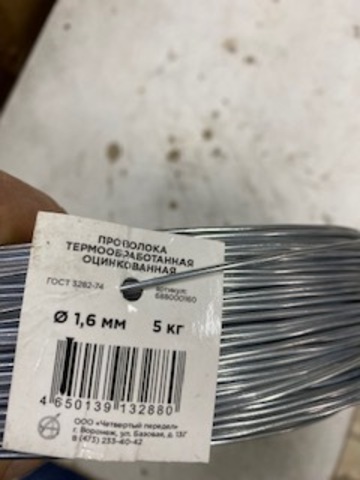 ПРОВОЛОКА
ТЕРМООБРАБОТАННАЯ
ОЦИНКОВАННАЯ
ГОСТ 3282-74
артикул:
688000160
Ø 1,6 мм 5 кг
4 650139 132880
ООО «Четвертый передел»
г. Воронеж, ул. Базовая, д. 13Г
8 (473) 233-40-42